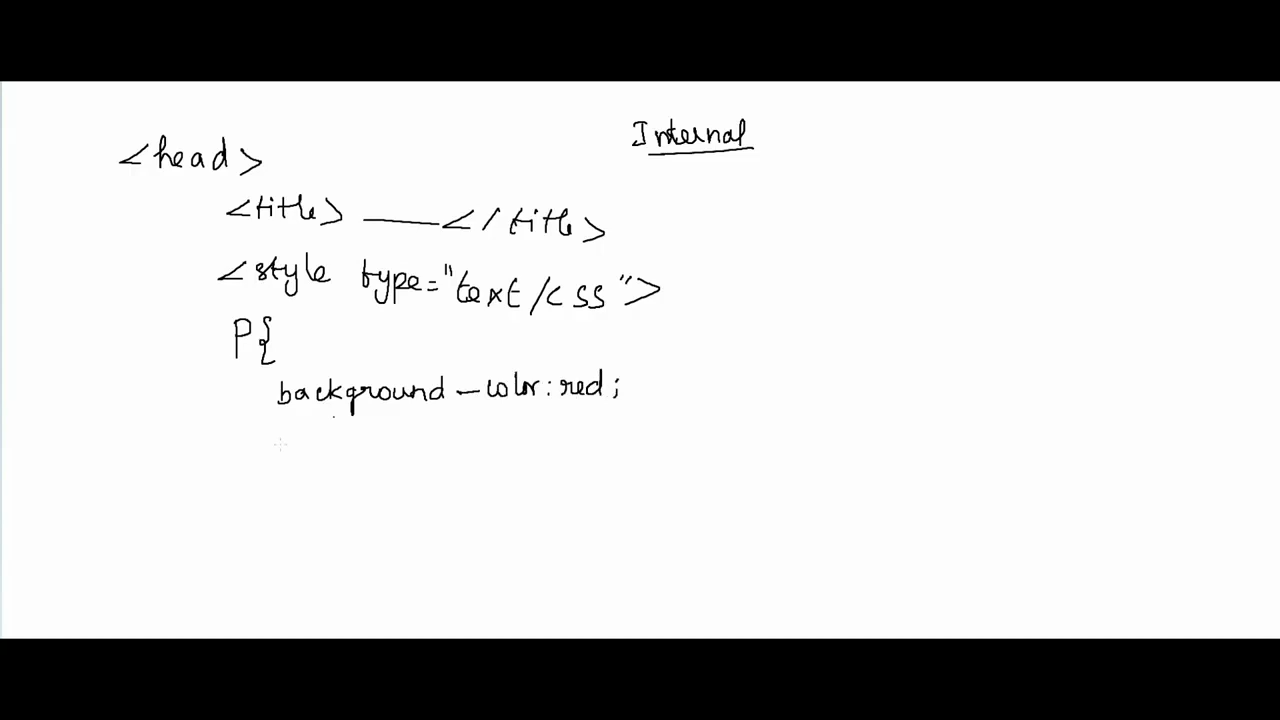 Internal
<head>
<title> ——</title>
<style type="text/css">
P{
background-color:red;